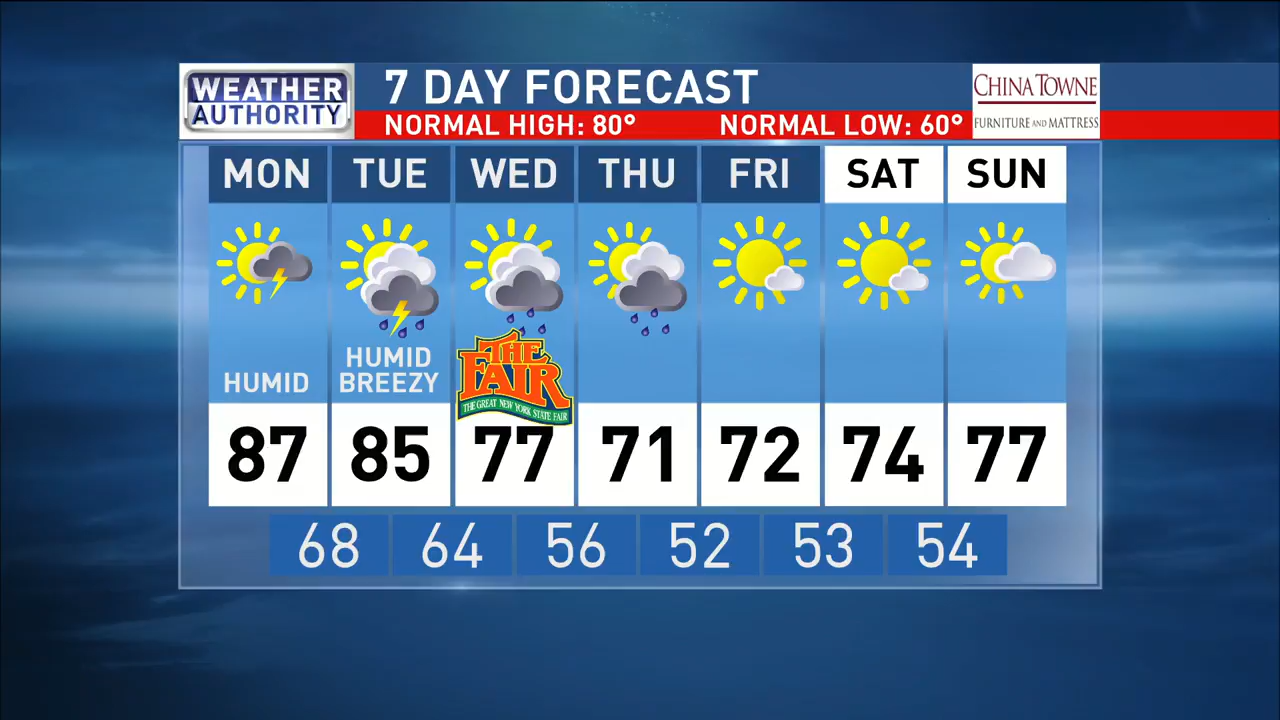 WEATHER
AUTHORITY
7 DAY FORECAST
NORMAL HIGH: 80° NORMAL LOW: 60°
CHINA TOWNE
FURNITURE AND MATTRESS
MON TUE WED THU FRI SAT SUN
HUMID
HUMID
BREEZY
THE
FAIR
THE GREAT NEW YORK STATE FAIR
87 85 77 71 72 74 77
68 64 56 52 53 54